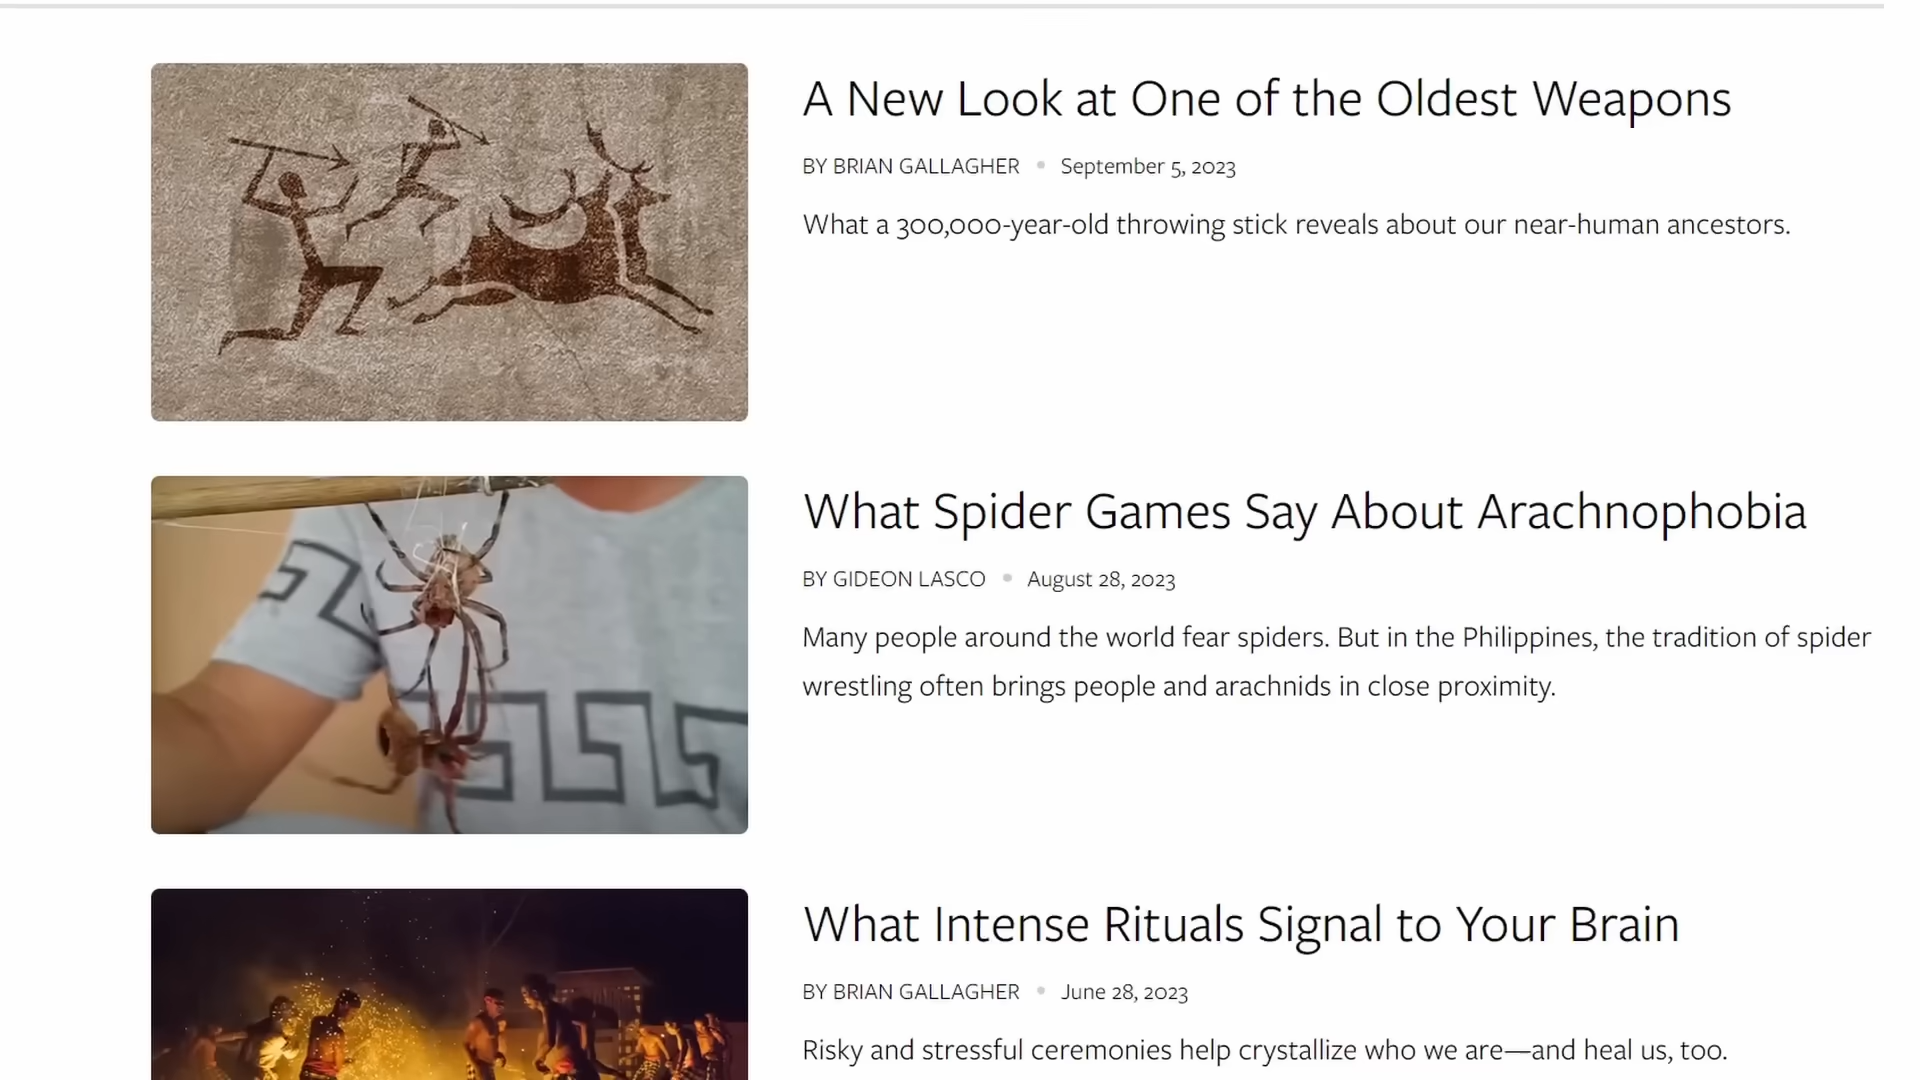 A New Look at One of the Oldest Weapons
BY BRIAN GALLAGHER • September 5, 2023
What a 300,000-year-old throwing stick reveals about our near-human ancestors.
What Spider Games Say About Arachnophobia
BY GIDEON LASCO • August 28, 2023
Many people around the world fear spiders. But in the Philippines, the tradition of spider
wrestling often brings people and arachnids in close proximity.
What Intense Rituals Signal to Your Brain
BY BRIAN GALLAGHER • June 28, 2023
Risky and stressful ceremonies help crystallize who we are—and heal us, too.